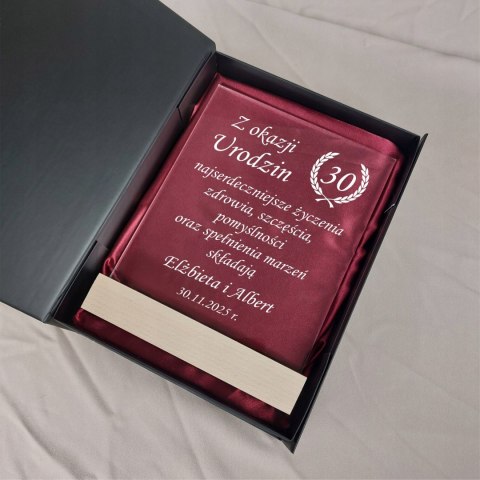 Z okazji
Urodzin
30
najserdeczniejsze życzenia
zdrowia, szczęścia,
pomyślności
oraz spełnienia marzeń
składają
Elżbieta i Albert
30.11.2025 r.